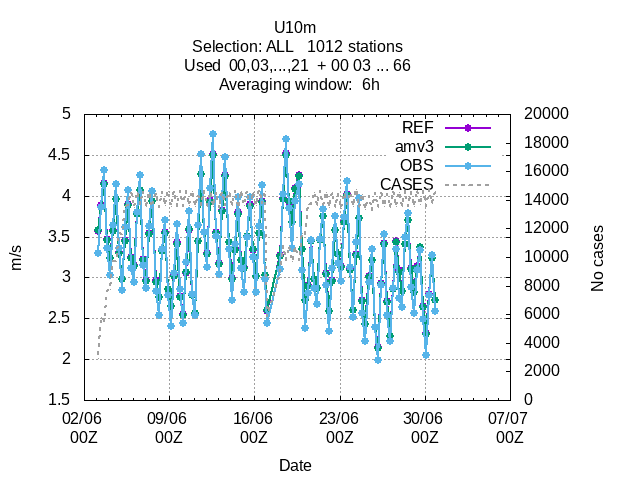 U10m
Selection: ALL   1012 stations
Used  00,03,...,21  + 00 03 ... 66
Averaging window:  6h
REF
amv3
OBS
CASES
5
4.5
4
3.5
3
2.5
2
1.5
m/s
20000
18000
16000
14000
12000
10000
8000
6000
4000
2000
0
No cases
02/06 09/06 16/06 23/06 30/06 07/07
00Z 00Z 00Z 00Z 00Z 00Z
Date